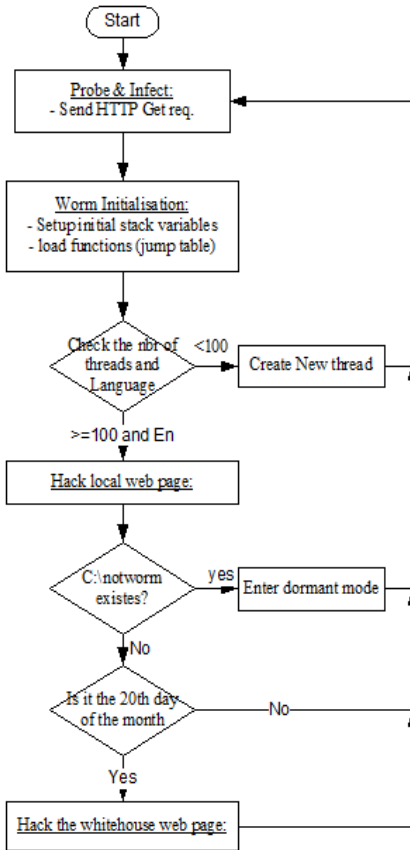 Start
Probe & Infect:
- Send HTTP Get req.
Worm Initialisation:
- Setup initial stack variables
- load functions (jump table)
Check the nbr of
threads and
Language
<100
Create New thread
>=100 and En
Hack local web page:
C:\notworm
existes?
yes
Enter dormant mode
No
Is it the 20th day
of the month
No
Yes
Hack the whitehouse web page: